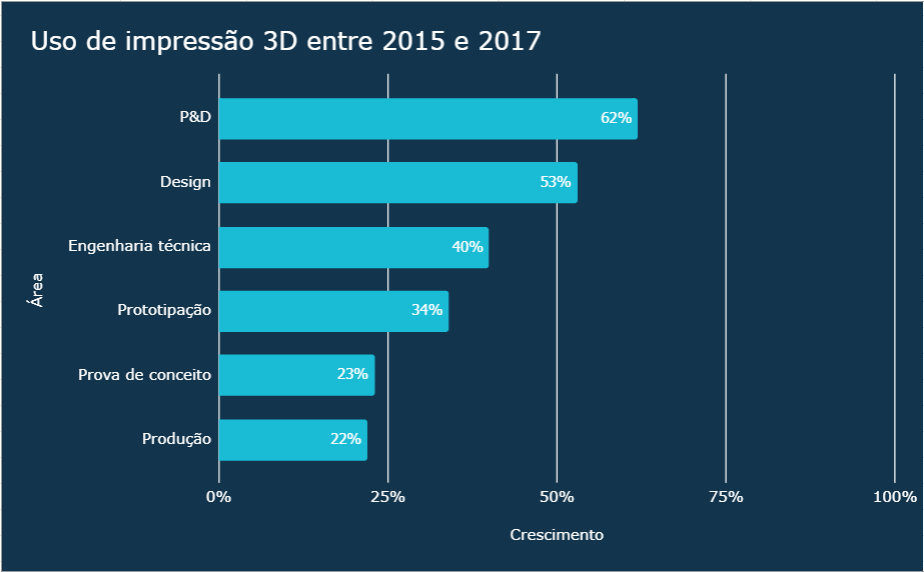 Uso de impressão 3D entre 2015 e 2017
P&D
62%
Design
53%
Engenharia técnica
40%
Prototipação
34%
Prova de conceito
23%
Produção
22%
Área
0%
25%
50%
75%
100%
Crescimento